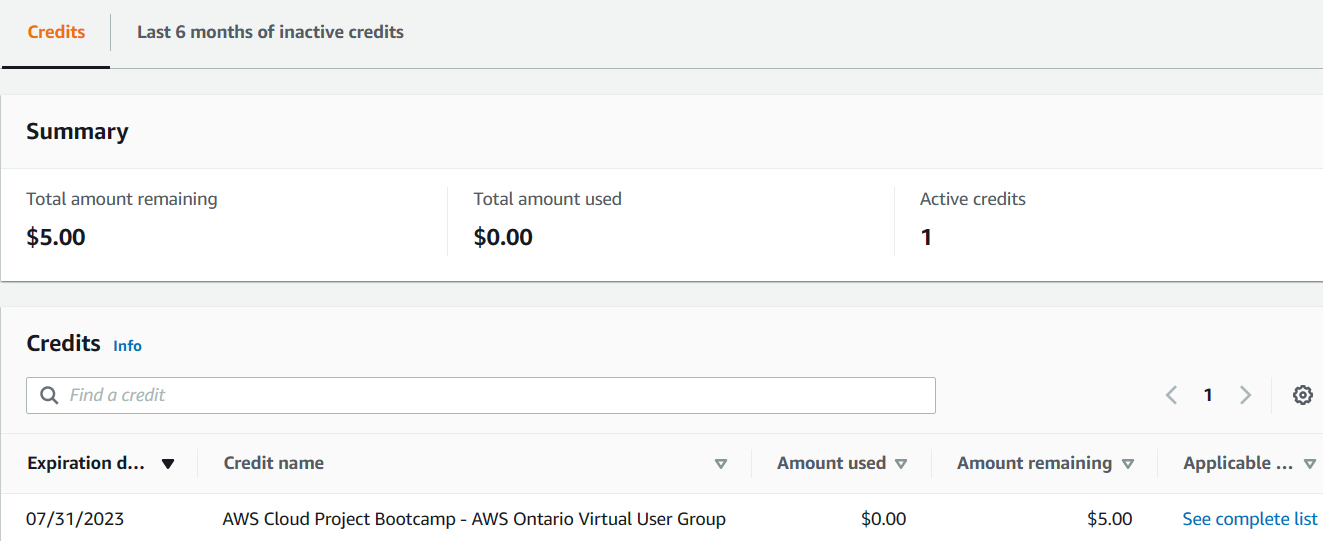 Credits Last 6 months of inactive credits
Summary
Total amount remaining Total amount used Active credits
$5.00 $0.00 1
Credits Info
Find a credit 1
Expiration d... Credit name Amount used Amount remaining Applicable ...
07/31/2023 AWS Cloud Project Bootcamp - AWS Ontario Virtual User Group $0.00 $5.00 See complete list